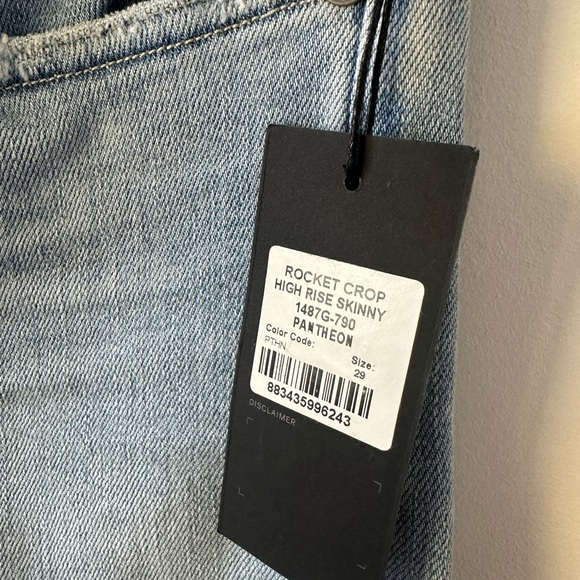 ROCKET CROP
HIGH RISE SKINNY
1487G-790
PANTHEON
Color Code: Size:
PTHN. 29
883435996243
DISCLAIMER